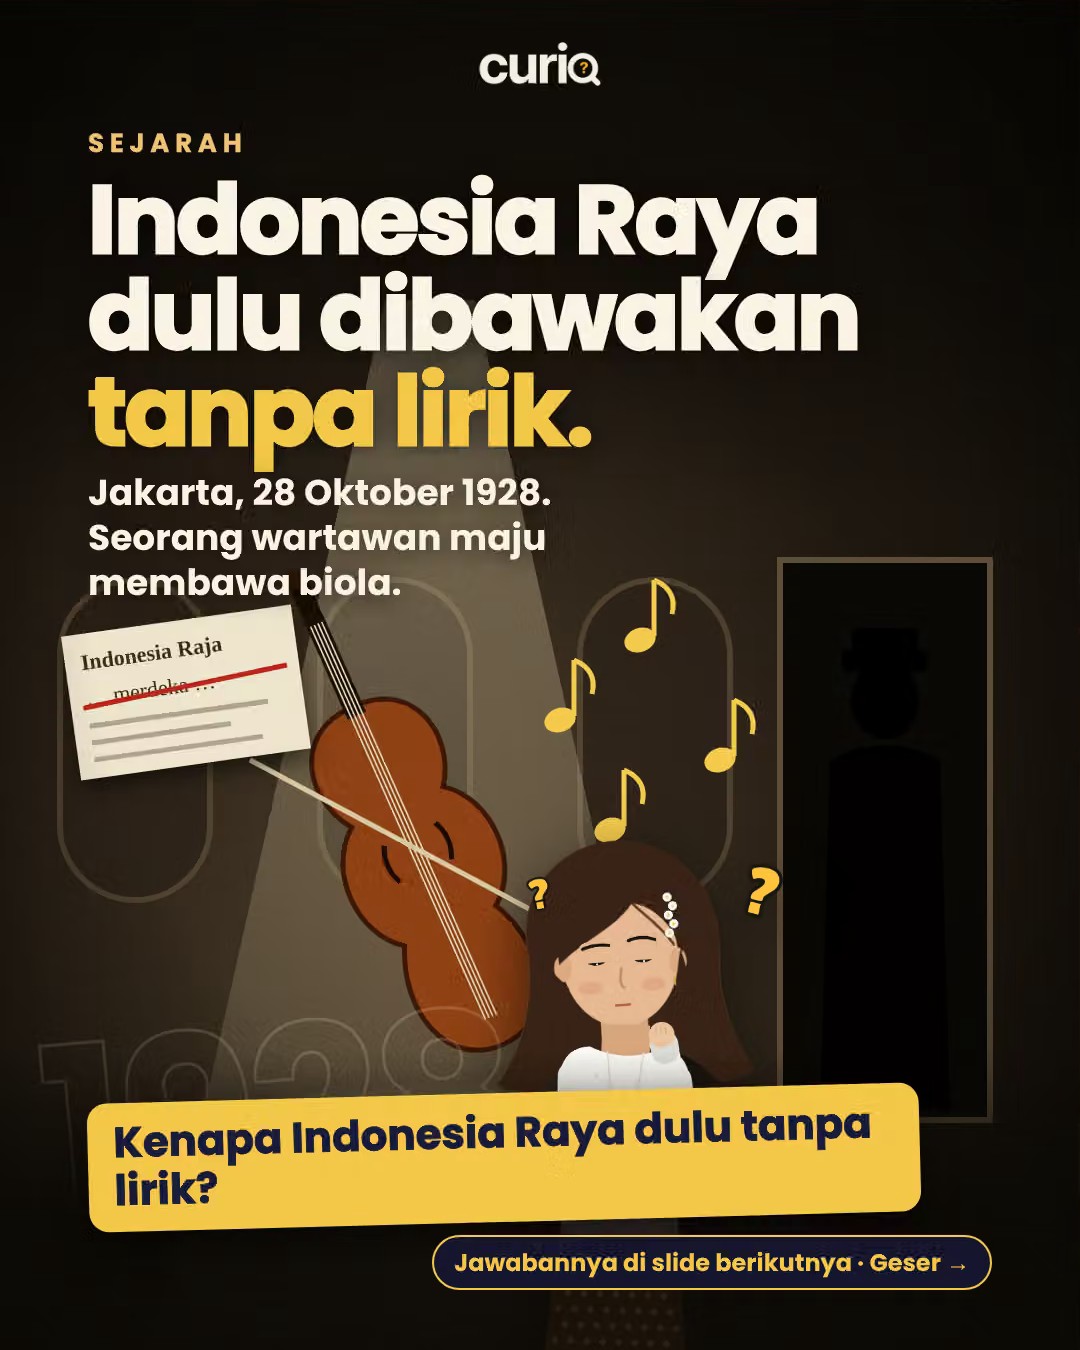 curiQ
SEJARAH
Indonesia Raya
dulu dibawakan
tanpa lirik.
Jakarta, 28 Oktober 1928.
Seorang wartawan maju
membawa biola.
Indonesia Raja
... merdeka ...
?
?
1928
Kenapa Indonesia Raya dulu tanpa
lirik?
Jawabannya di slide berikutnya · Geser →